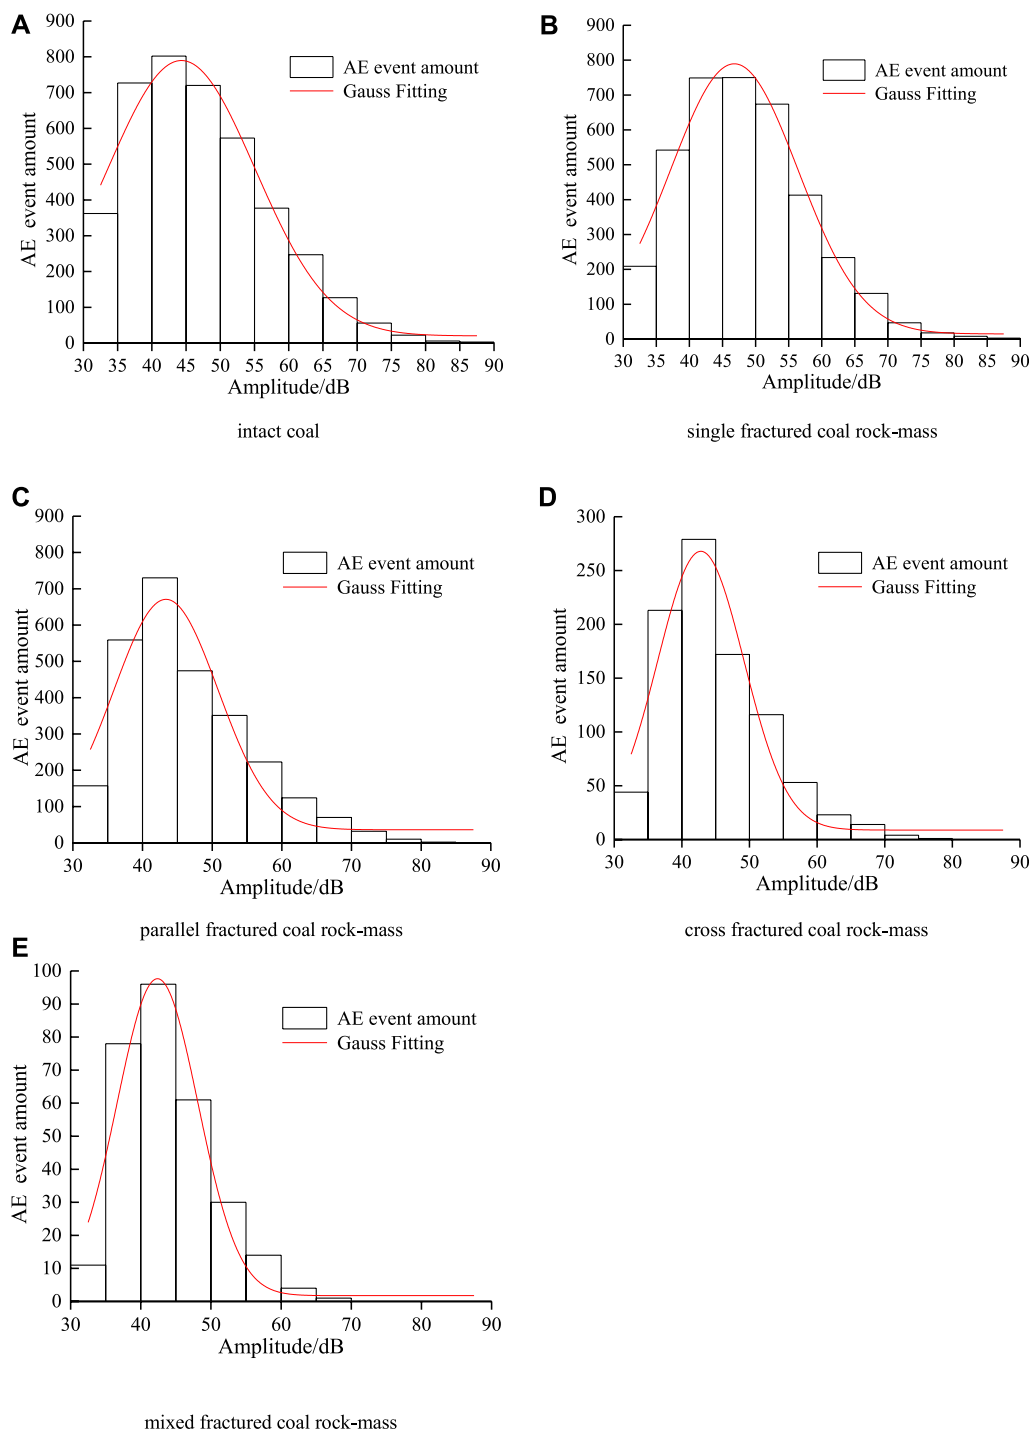 A
900
800
700
600
500
400
300
200
100
0
AE event amount
AE event amount
Gauss Fitting
30 35 40 45 50 55 60 65 70 75 80 85 90
Amplitude/dB
intact coal
B
900
800
700
600
500
400
300
200
100
0
AE event amount
AE event amount
Gauss Fitting
30 35 40 45 50 55 60 65 70 75 80 85 90
Amplitude/dB
single fractured coal rock-mass
C
900
800
700
600
500
400
300
200
100
0
AE event amount
AE event amount
Gauss Fitting
30 40 50 60 70 80 90
Amplitude/dB
parallel fractured coal rock-mass
D
300
250
200
150
100
50
0
AE event amount
AE event amount
Gauss Fitting
30 40 50 60 70 80 90
Amplitude/dB
cross fractured coal rock-mass
E
100
90
80
70
60
50
40
30
20
10
0
AE event amount
AE event amount
Gauss Fitting
30 40 50 60 70 80 90
Amplitude/dB
mixed fractured coal rock-mass